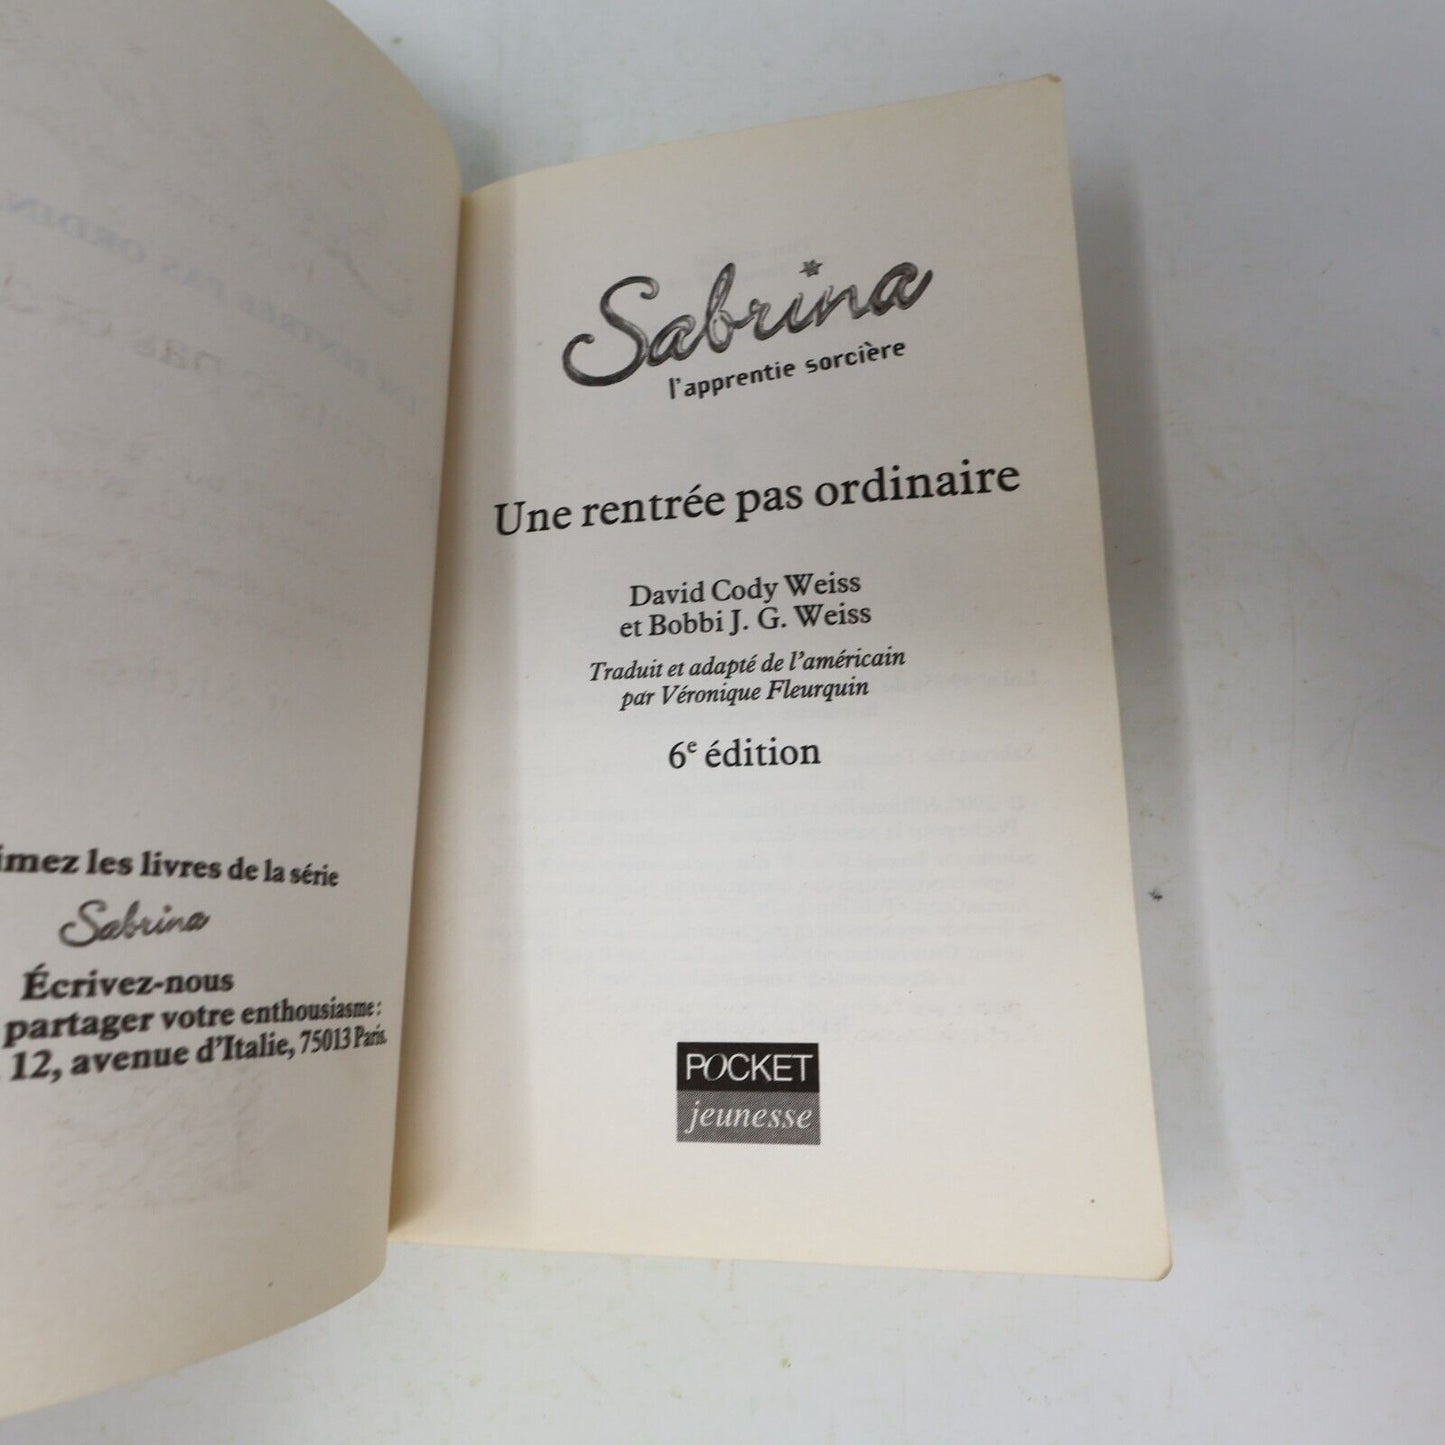 imez les livres de la série
Sabrina
Écrivez-nous
partager votre enthousiasme :
12, avenue d'Italie, 75013 Paris.
Sabrina
l'apprentie sorcière
Une rentrée pas ordinaire
David Cody Weiss
et Bobbi J. G. Weiss
Traduit et adapté de l'américain
par Véronique Fleurquin
6e édition
POCKET
jeunesse